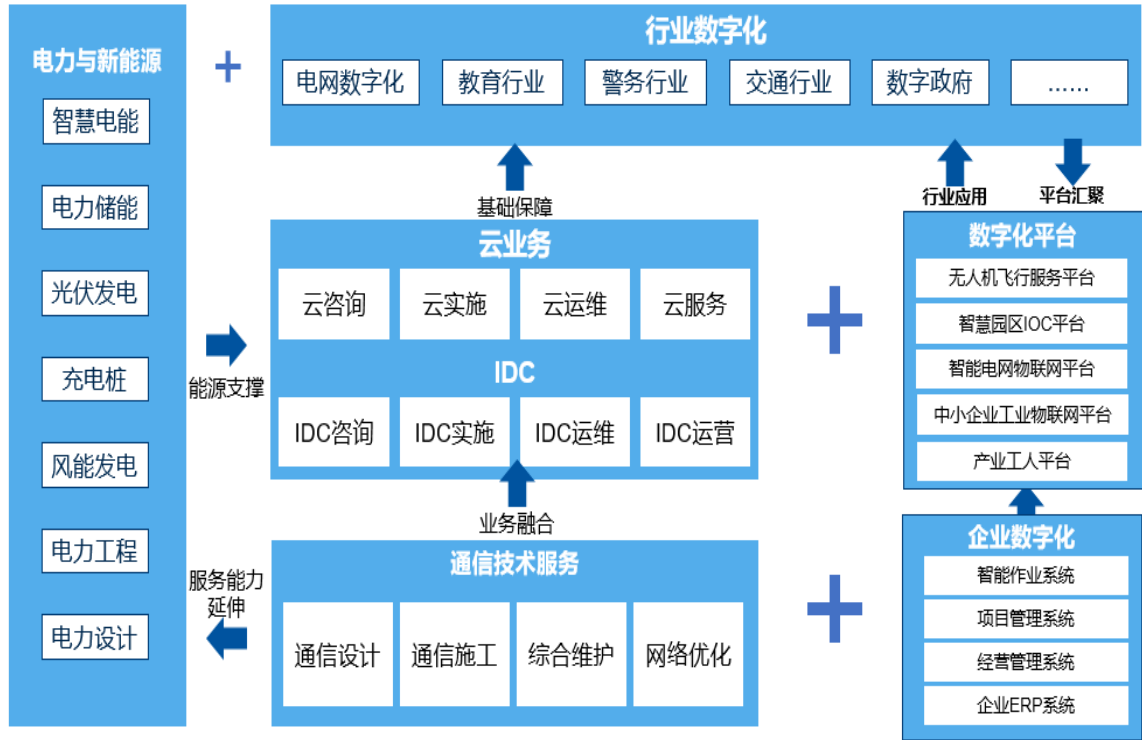 电力与新能源
智慧电能
电力储能
光伏发电
充电桩
风能发电
电力工程
电力设计
+
行业数字化
电网数字化
教育行业
警务行业
交通行业
数字政府
......
基础保障
行业应用
平台汇聚
云业务
云咨询
云实施
云运维
云服务
IDC
IDC咨询
IDC实施
IDC运维
IDC运营
能源支撑
+
数字化平台
无人机飞行服务平台
智慧园区IOC平台
智能电网物联网平台
中小企业工业物联网平台
产业工人平台
业务融合
通信技术服务
通信设计
通信施工
综合维护
网络优化
服务能力
延伸
+
企业数字化
智能作业系统
项目管理系统
经营管理系统
企业ERP系统